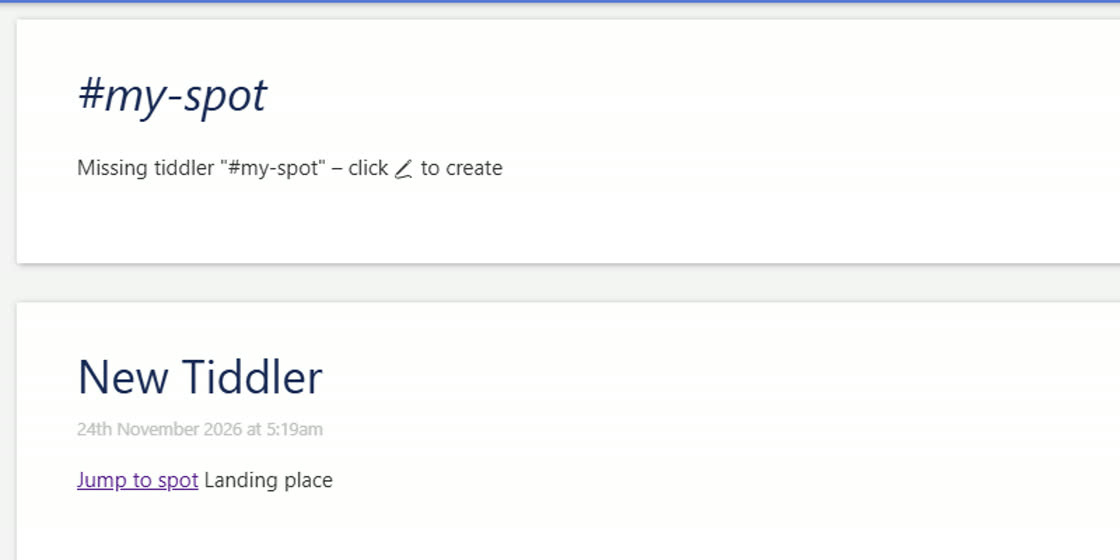 #my-spot
Missing tiddler "#my-spot" – click to create
New Tiddler
24th November 2026 at 5:19am
Jump to spot Landing place